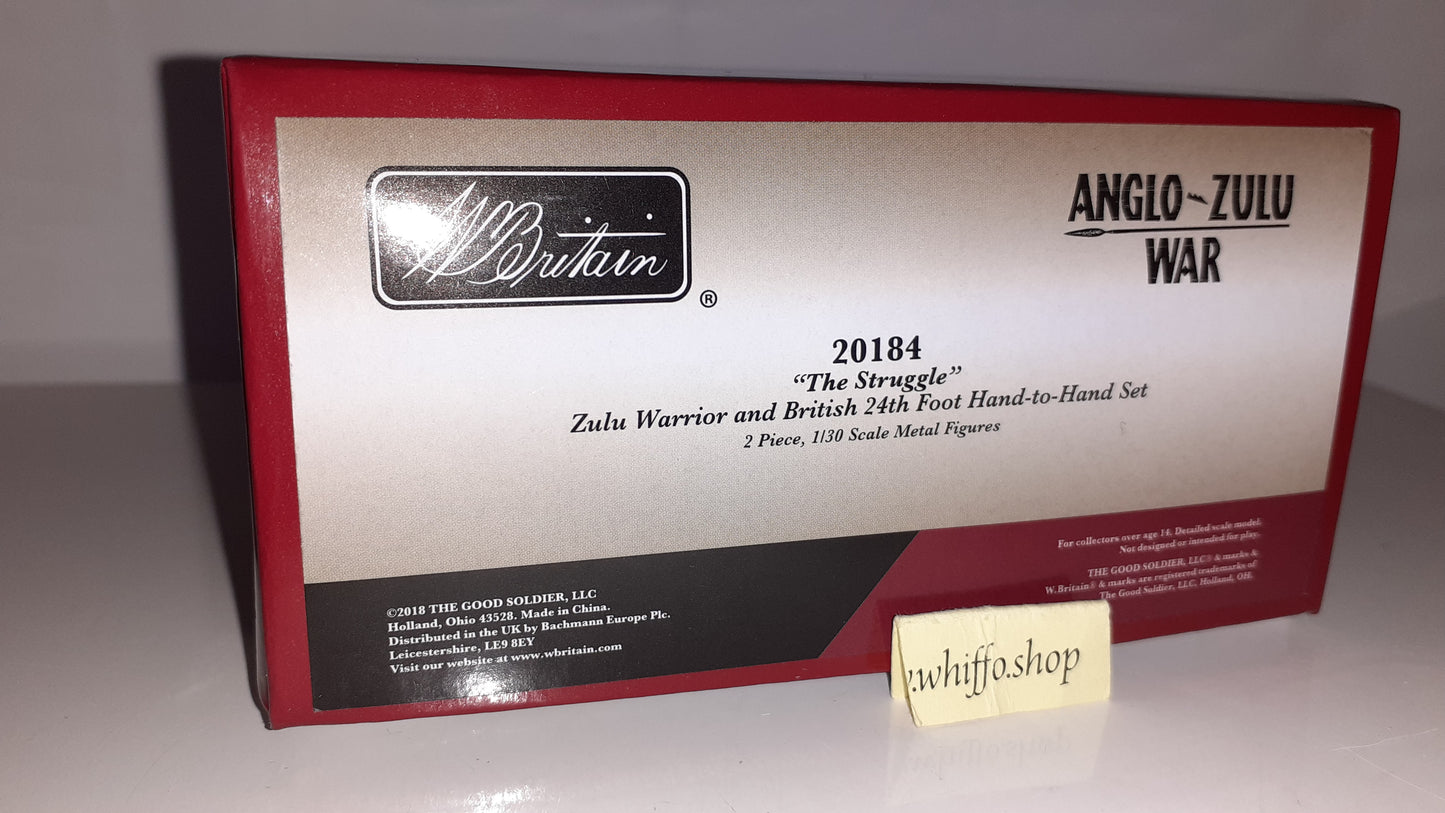 W Britain
®
ANGLO-ZULU
WAR
20184
“The Struggle”
Zulu Warrior and British 24th Foot Hand-to-Hand Set
2 Piece, 1/30 Scale Metal Figures
©2018 THE GOOD SOLDIER, LLC
Holland, Ohio 43528. Made in China.
Distributed in the UK by Bachmann Europe Plc.
Leicestershire, LE9 8EY
Visit our website at www.wbritain.com
For collectors over age 14. Detailed scale model.
Not designed or intended for play.
THE GOOD SOLDIER, LLC® & marks &
W.Britain® & marks are registered trademarks of
The Good Soldier, LLC, Holland, OH.
.whiffo.shop